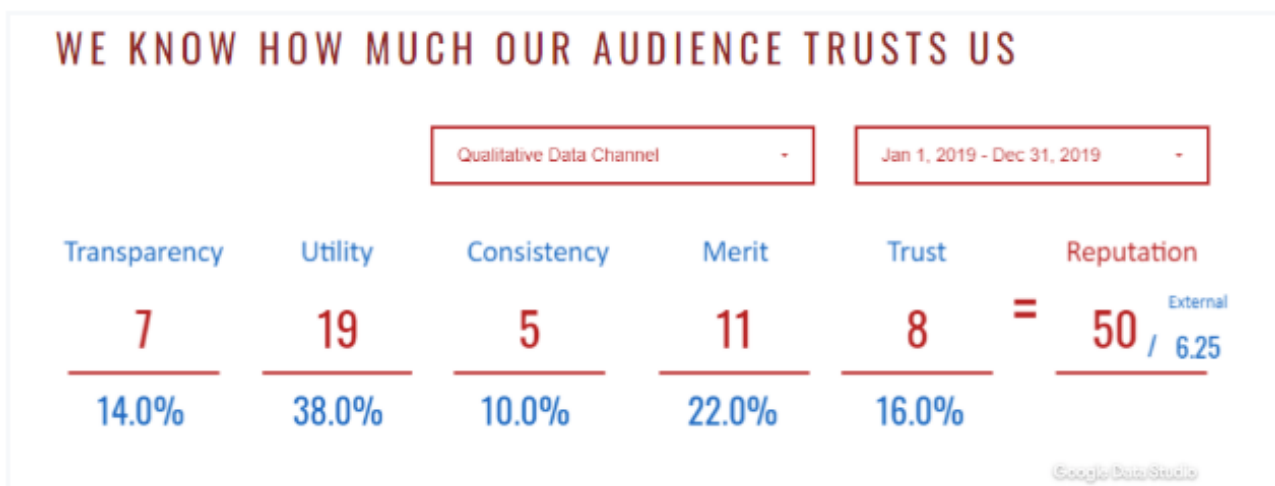 WE KNOW HOW MUCH OUR AUDIENCE TRUSTS US
Qualitative Data Channel
Jan 1, 2019 - Dec 31, 2019
Transparency Utility Consistency Merit Trust Reputation
7 19 5 11 8 = 50 / External 6.25
14.0% 38.0% 10.0% 22.0% 16.0%
Google Data Studio